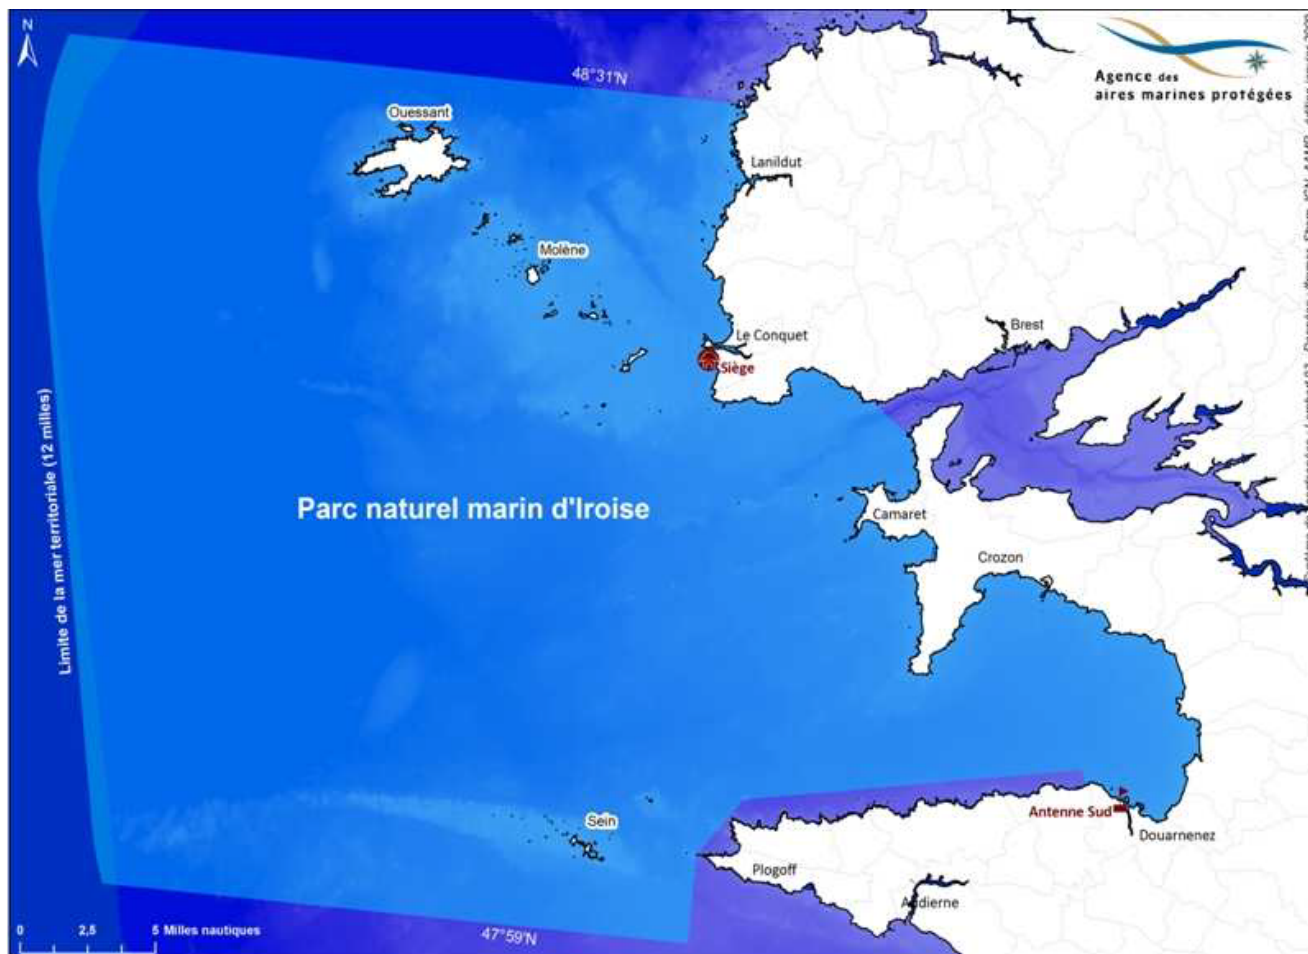 N
48°31'N
Agence des
aires marines protégées
Ouessant
Lanildut
Molène
Le Conquet
Siège
Brest
Limite de la mer territoriale (12 milles)
Parc naturel marin d'Iroise
Camaret
Crozon
Sein
Antenne Sud
Douarnenez
Plogoff
Audierne
0 2,5 5 Milles nautiques
47°59'N